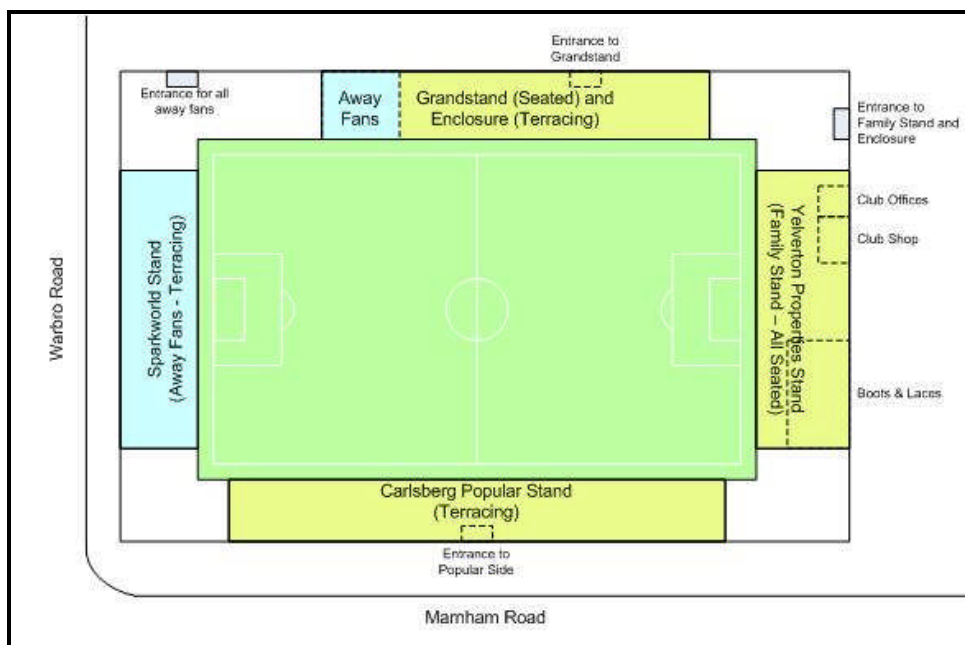 Entrance to
Grandstand
Entrance for all
away fans
Away
Fans
Grandstand (Seated) and
Enclosure (Terracing)
Entrance to
Family Stand and
Enclosure
Club Offices
Club Shop
Yelverton Properties Stand
(Family Stand – All Seated)
Boots & Laces
Warbro Road
Sparkworld Stand
(Away Fans - Terracing)
Carlsberg Popular Stand
(Terracing)
Entrance to
Popular Side
Marnham Road